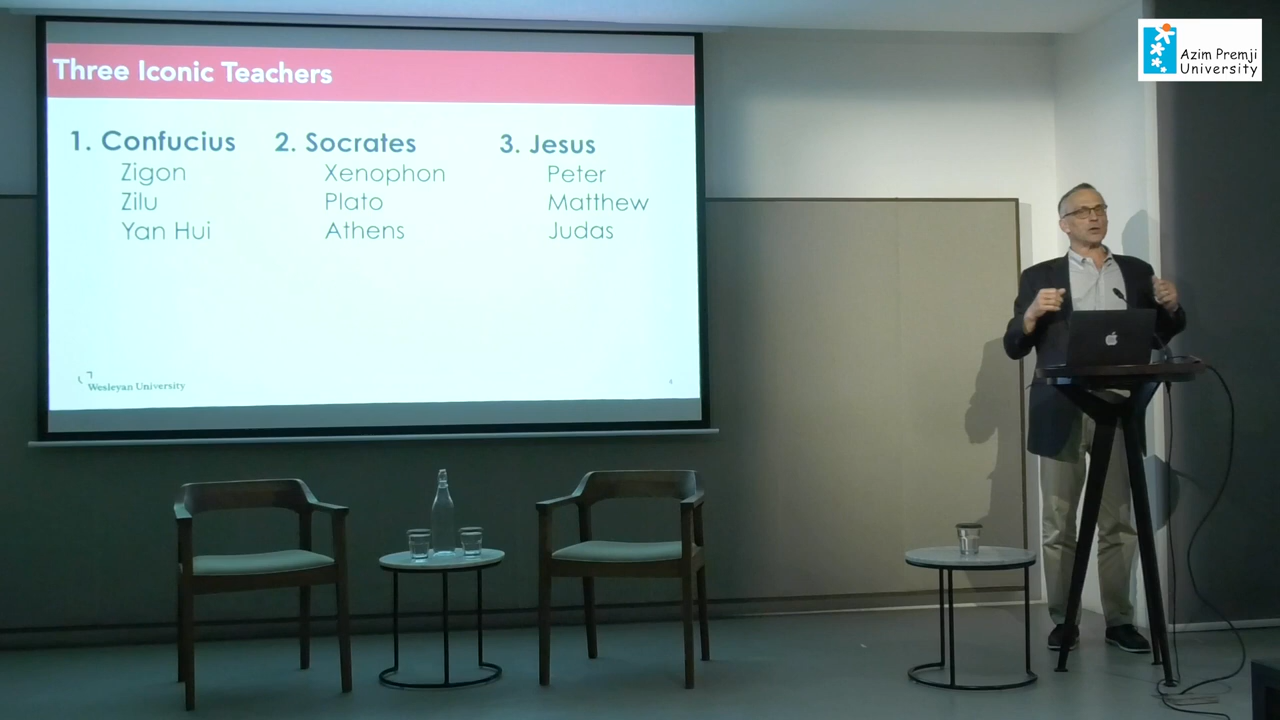 Three Iconic Teachers
1. Confucius
Zigon
Zilu
Yan Hui
2. Socrates
Xenophon
Plato
Athens
3. Jesus
Peter
Matthew
Judas
Wesleyan University
Azim Premji
University